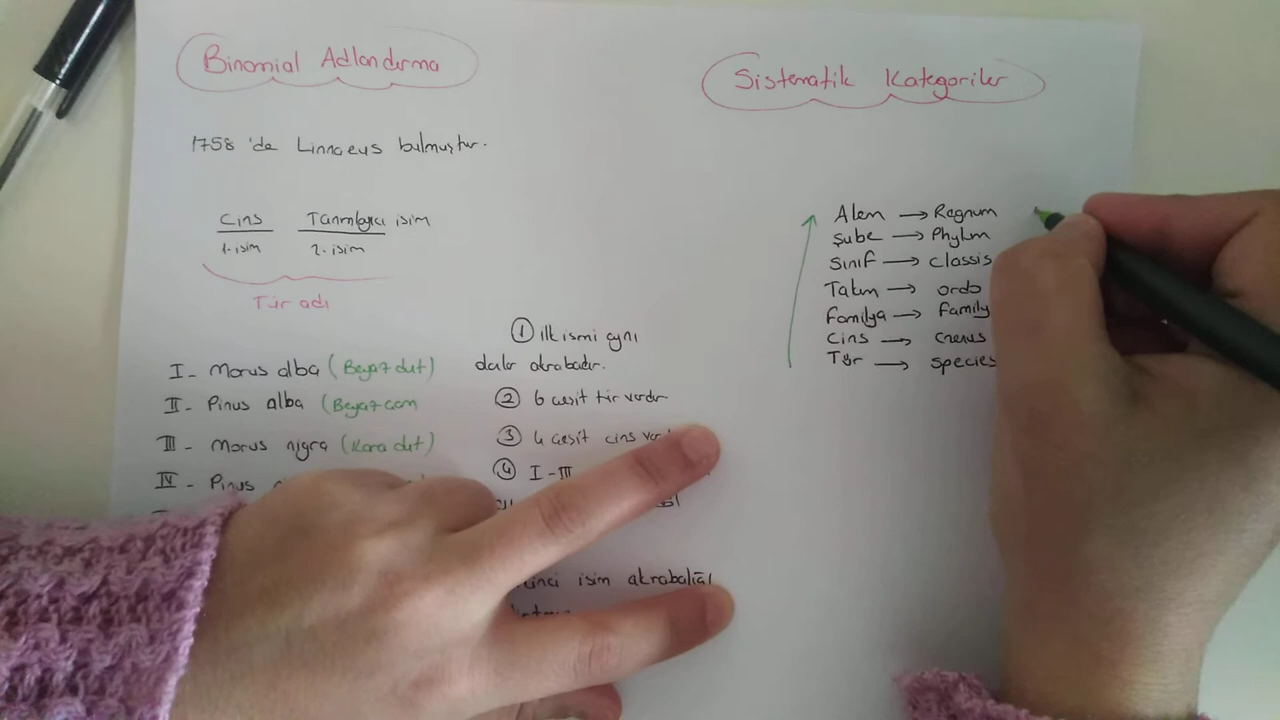 Binomial Adlandırma
1758 'de Linnaeus bulmuştur.
Cins Tanımlayıcı isim
1. isim 2. isim
Tür adı
I - Morus alba (Beyaz dut)
II - Pinus alba (Beyaz çam
III - Morus nigra (Kara dut)
IV - Pinus
① ilk ismi aynı
olanlar akrabadır.
② 6 çeşit tür vardır
③ 4 çeşit cins
④ I - III
isim akrabalığı
Sistematik Kategoriler
Alem → Regnum
Şube → Phylum
Sınıf → classis
Takım → ordo
Familya → Family
Cins → Genus
Tür → species